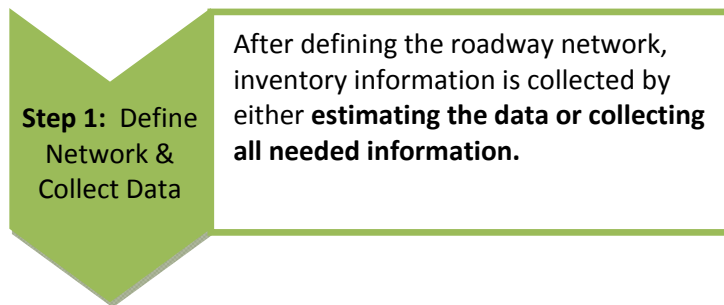 Step 1: Define
Network &
Collect Data
After defining the roadway network,
inventory information is collected by
either estimating the data or collecting
all needed information.